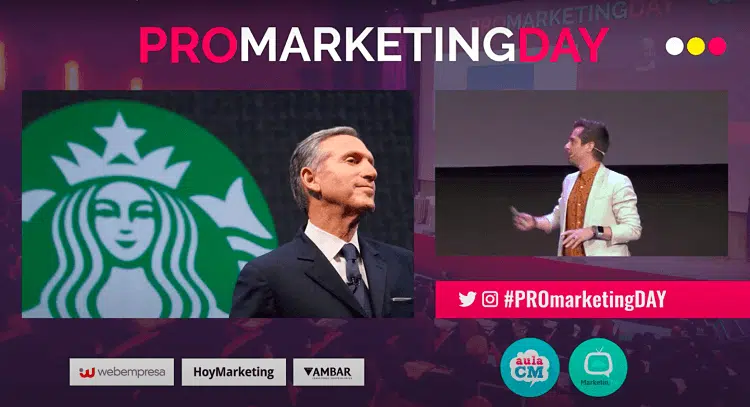 PROMARKETINGDAY
#PROmarketingDAY
webempresa
HoyMarketing
AMBAR
aula
CM
Marketin